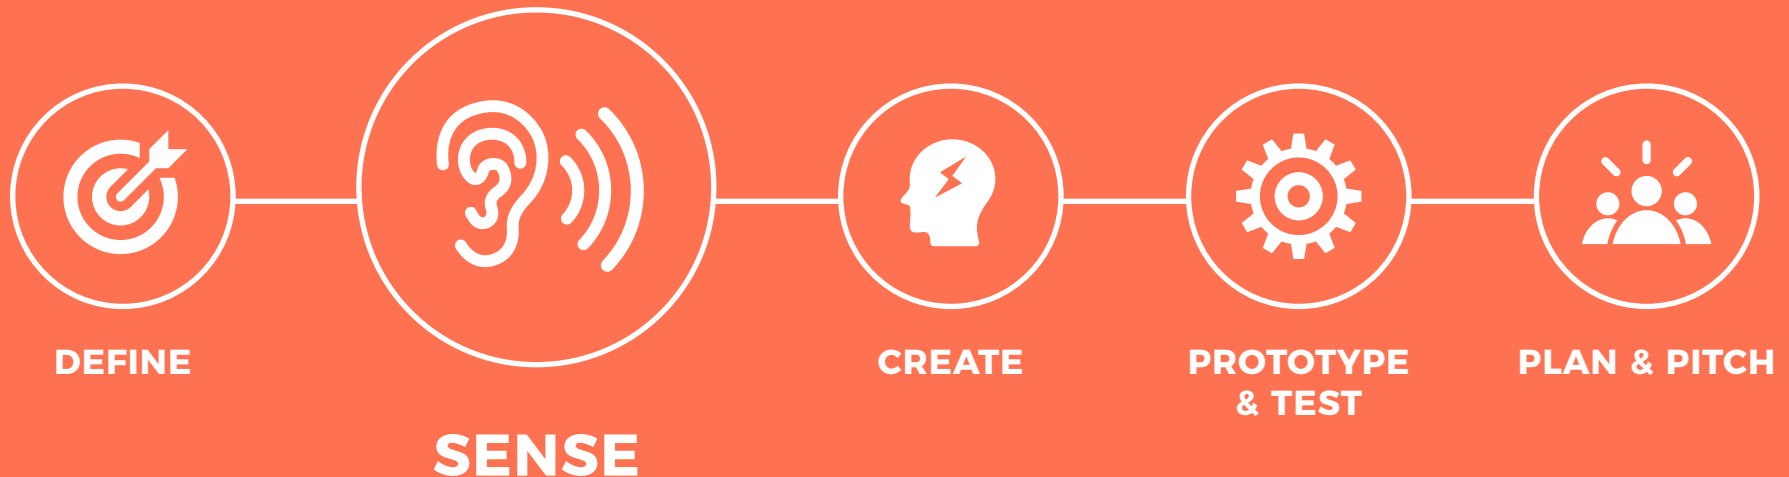 DEFINE
SENSE
CREATE
PROTOTYPE
& TEST
PLAN & PITCH